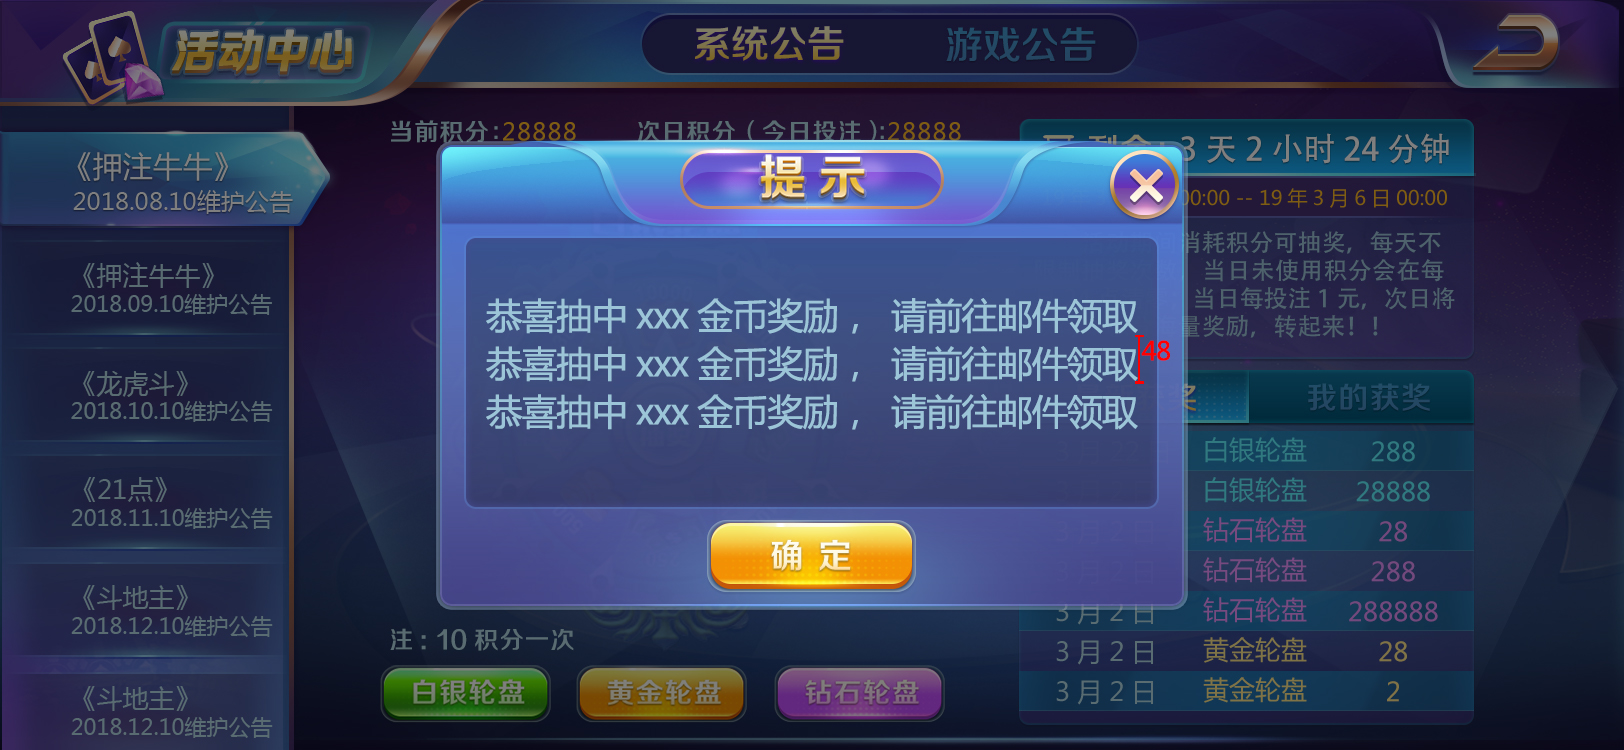 活动中心
系统公告
游戏公告
《押注牛牛》
2018.08.10维护公告
《押注牛牛》
2018.09.10维护公告
《龙虎斗》
2018.10.10维护公告
《21点》
2018.11.10维护公告
《斗地主》
2018.12.10维护公告
《斗地主》
2018.12.10维护公告
当前积分:28888
次日积分（今日投注）:28888
提示
恭喜抽中 xxx 金币奖励， 请前往邮件领取
恭喜抽中 xxx 金币奖励， 请前往邮件领取
恭喜抽中 xxx 金币奖励， 请前往邮件领取
48
确 定
3 天 2 小时 24 分钟
00:00 -- 19 年 3 月 6 日 00:00
消耗积分可抽奖，每天不
当日未使用积分会在每
当日每投注 1 元，次日将
量奖励，转起来！！
奖
我的获奖
白银轮盘 288
白银轮盘 28888
钻石轮盘 28
钻石轮盘 288
3 月 2 日 钻石轮盘 288888
3 月 2 日 黄金轮盘 28
3 月 2 日 黄金轮盘 2
注 : 10 积分一次
白银轮盘
黄金轮盘
钻石轮盘